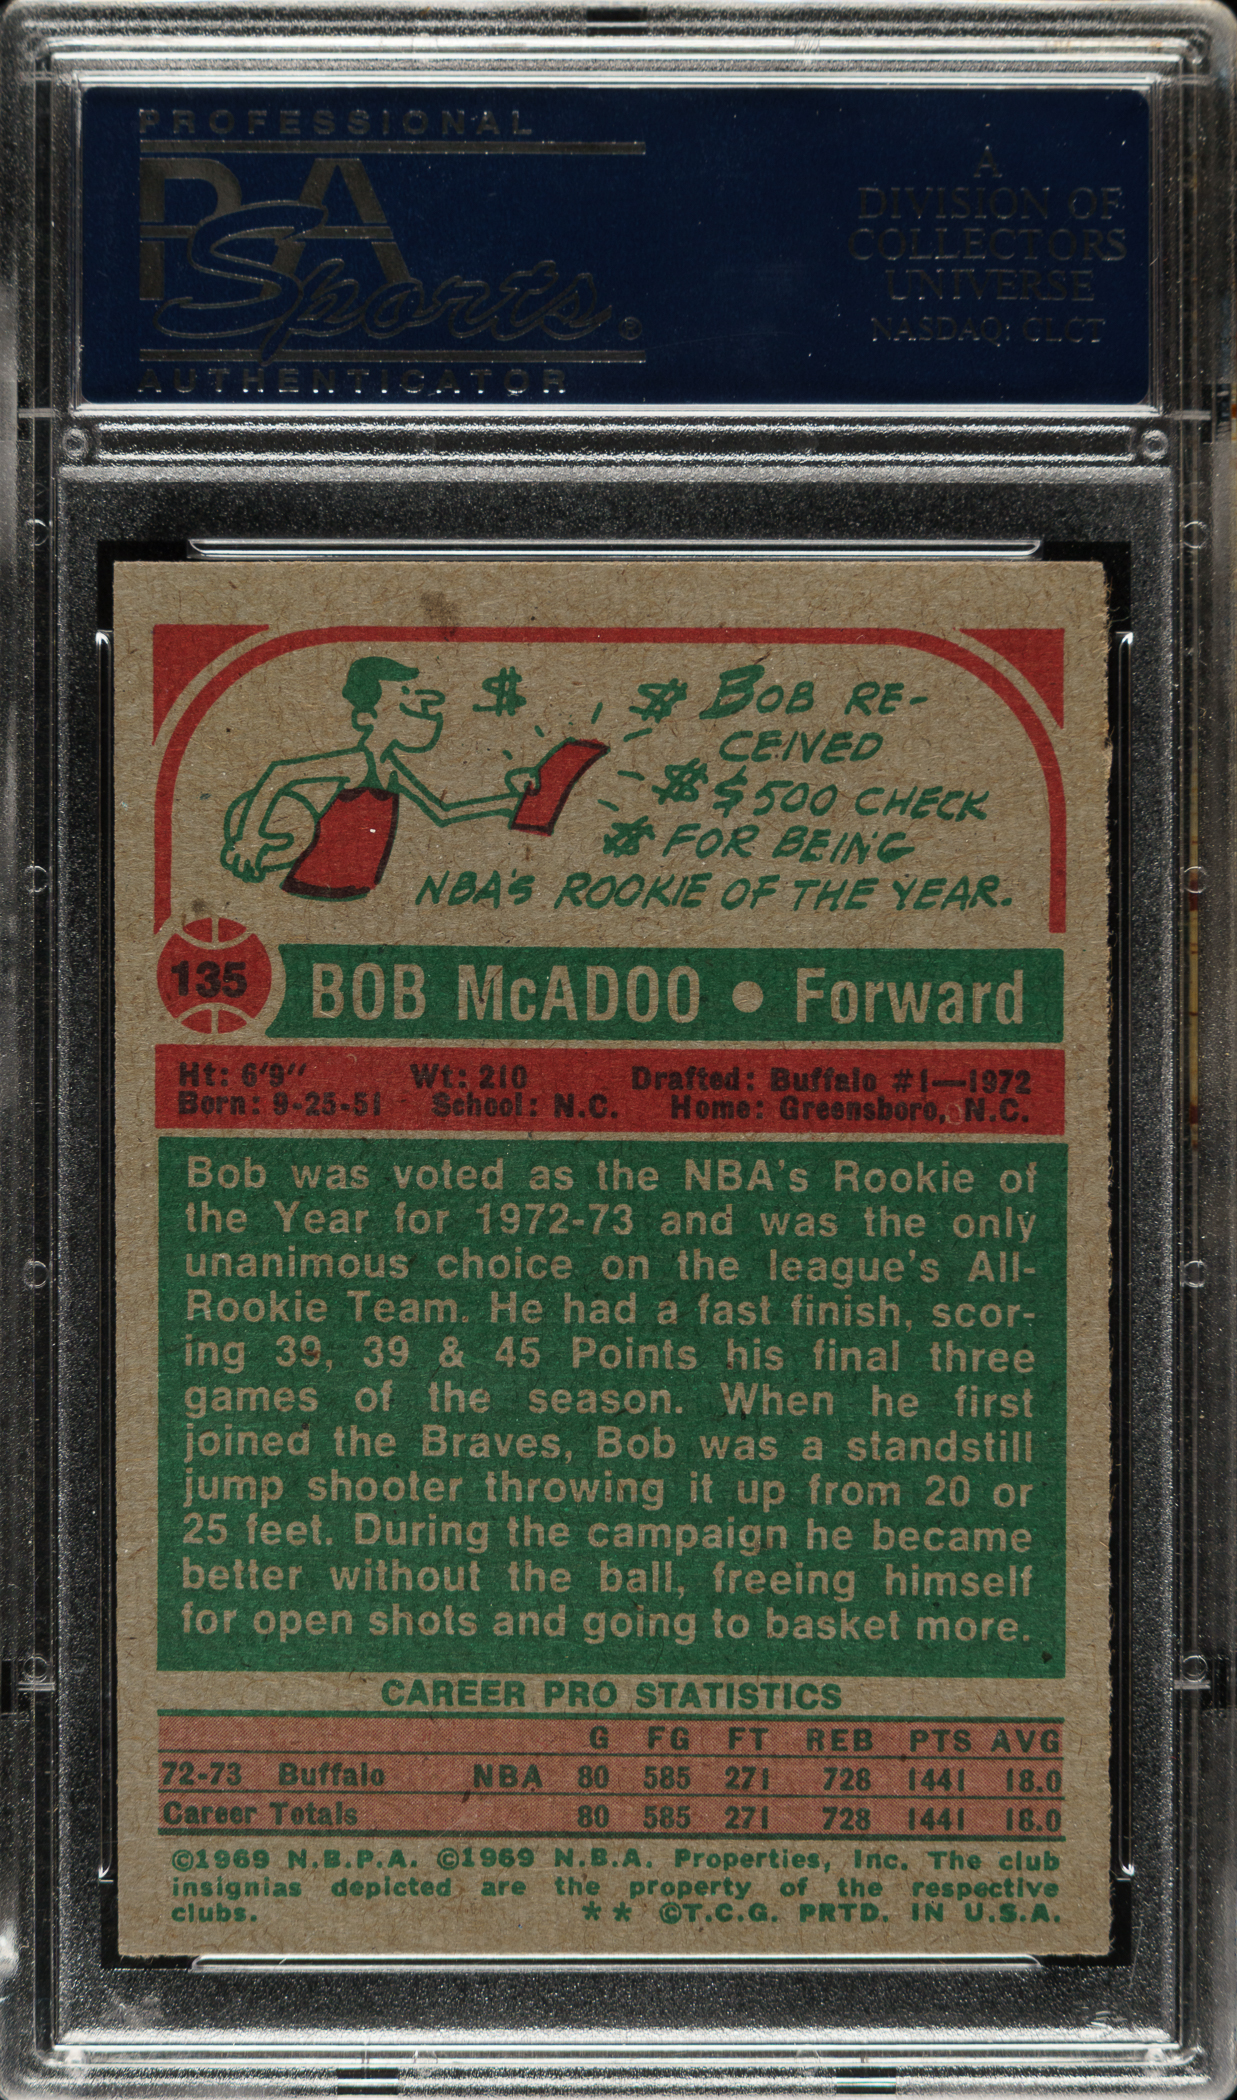 PROFESSIONAL
PSA
Sports®
AUTHENTICATOR
A
DIVISION OF
COLLECTORS
UNIVERSE
NASDAQ: CLCT
$ $ BOB RE-
CEIVED
$ $500 CHECK
$ FOR BEING
NBA'S ROOKIE OF THE YEAR.
135 BOB McADOO • Forward
Ht: 6'9" Wt: 210 Drafted: Buffalo #1—1972
Born: 9-25-51 School: N.C. Home: Greensboro, N.C.
Bob was voted as the NBA's Rookie of
the Year for 1972-73 and was the only
unanimous choice on the league's All-
Rookie Team. He had a fast finish, scor-
ing 39, 39 & 45 Points his final three
games of the season. When he first
joined the Braves, Bob was a standstill
jump shooter throwing it up from 20 or
25 feet. During the campaign he became
better without the ball, freeing himself
for open shots and going to basket more.
CAREER PRO STATISTICS
G FG FT REB PTS AVG
72-73 Buffalo NBA 80 585 271 728 1441 18.0
Career Totals 80 585 271 728 1441 18.0
©1969 N.B.P.A. ©1969 N.B.A. Properties, Inc. The club
insignias depicted are the property of the respective
clubs. ** ©T.C.G. PRTD. IN U.S.A.